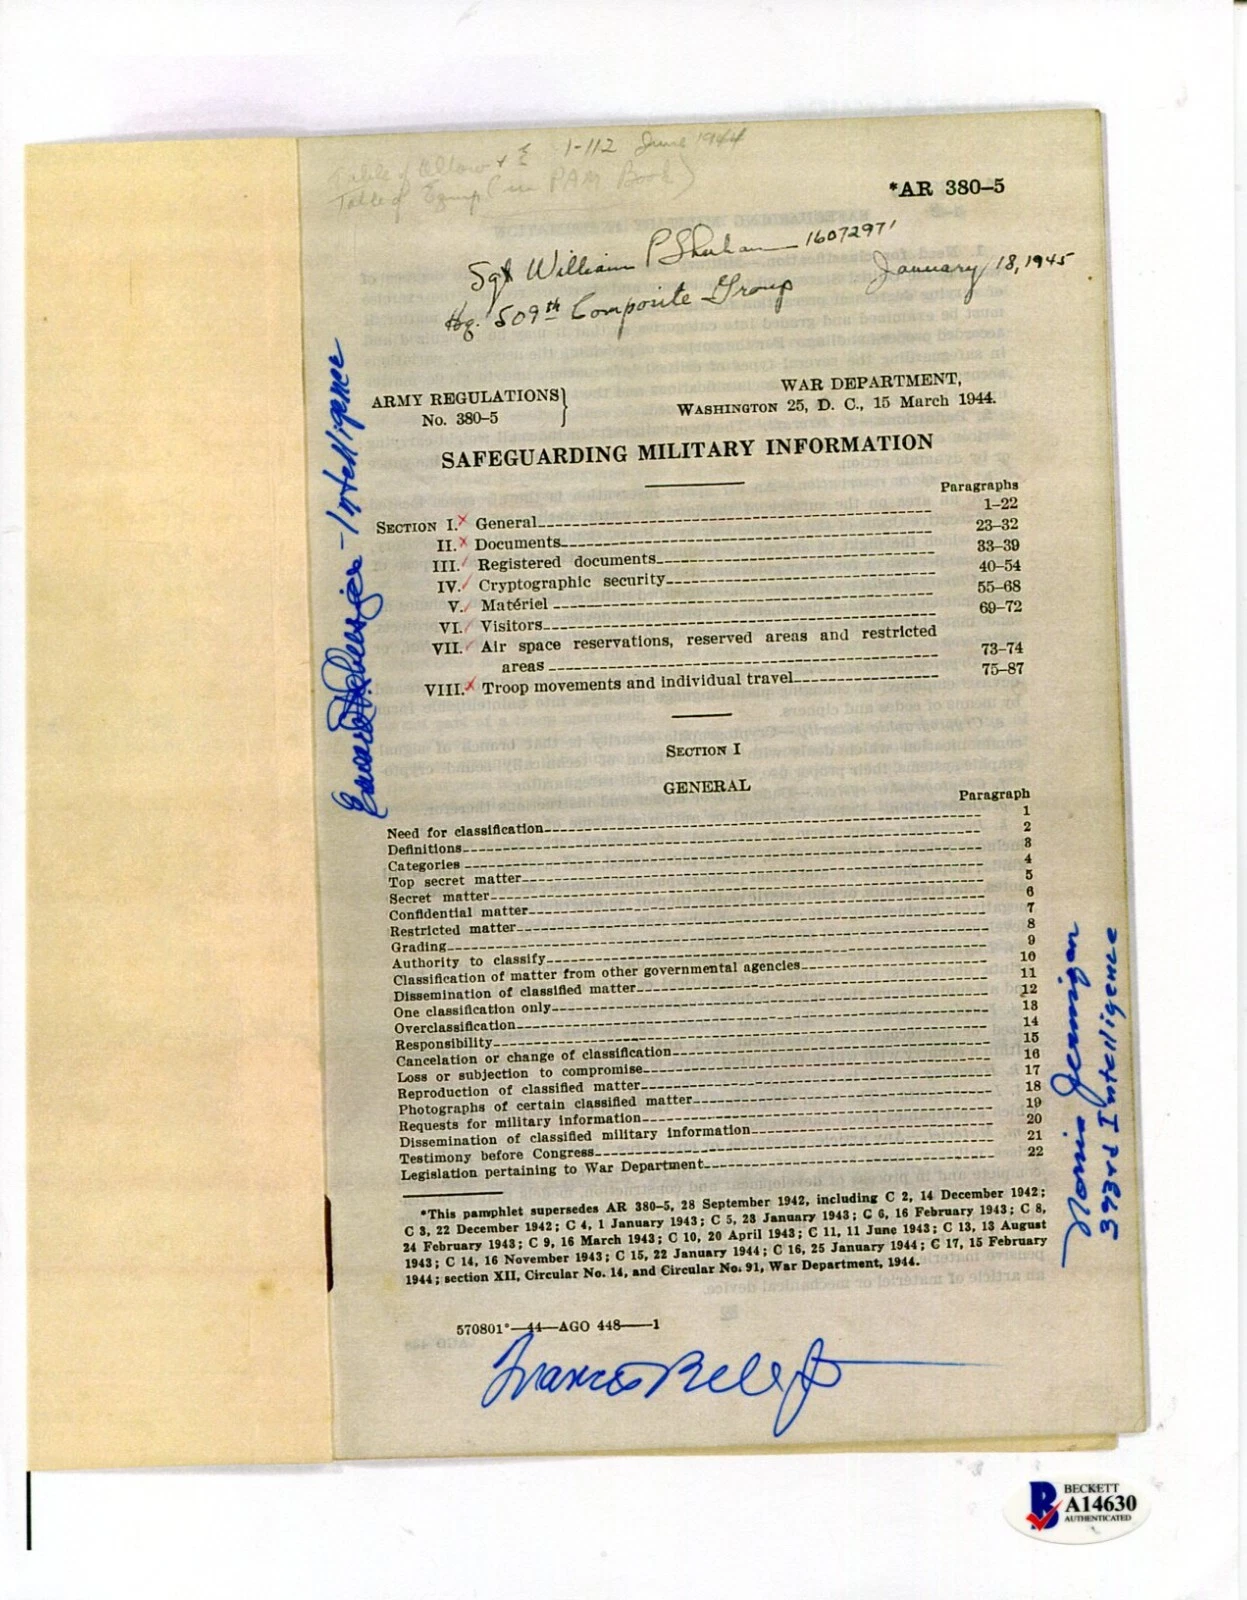 1-112 June 1944
Table of Allow + E
Table of Equip (in PAM Book)
*AR 380-5
Sgt William P 16072971
Hq. 509th Composite Group January 18, 1945
ARMY REGULATIONS
No. 380-5
WAR DEPARTMENT,
WASHINGTON 25, D. C., 15 March 1944.
SAFEGUARDING MILITARY INFORMATION
Paragraphs
SECTION I. General 1-22
II. Documents 23-32
III. Registered documents 33-39
IV. Cryptographic security 40-54
V. Matériel 55-68
VI. Visitors 69-72
VII. Air space reservations, reserved areas and restricted
areas 73-74
VIII. Troop movements and individual travel 75-87
SECTION I
GENERAL
Paragraph
Need for classification 1
Definitions 2
Categories 3
Top secret matter 4
Secret matter 5
Confidential matter 6
Restricted matter 7
Grading 8
Authority to classify 9
Classification of matter from other governmental agencies 10
Dissemination of classified matter 11
One classification only 12
Overclassification 13
Responsibility 14
Cancelation or change of classification 15
Loss or subjection to compromise 16
Reproduction of classified matter 17
Photographs of certain classified matter 18
Requests for military information 19
Dissemination of classified military information 20
Testimony before Congress 21
Legislation pertaining to War Department 22
*This pamphlet supersedes AR 380-5, 28 September 1942, including C 2, 14 December 1942;
C 3, 22 December 1942; C 4, 1 January 1943; C 5, 23 January 1943; C 6, 16 February 1943; C 8,
24 February 1943; C 9, 16 March 1943; C 10, 20 April 1943; C 11, 11 June 1943; C 13, 13 August
1943; C 14, 16 November 1943; C 15, 22 January 1944; C 16, 25 January 1944; C 17, 15 February
1944; section XII, Circular No. 14, and Circular No. 91, War Department, 1944.
570801°—44—AGO 448——1
- Intelligence
Norris Jernigan
393rd Intelligence
BECKETT
A14630
AUTHENTICATED